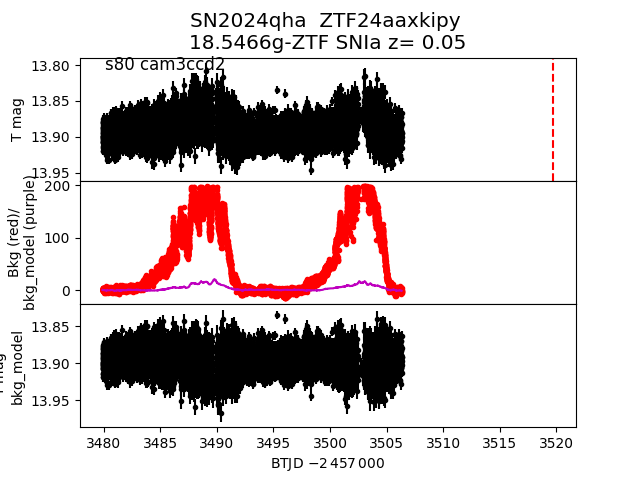 SN2024qha  ZTF24aaxkipy
18.5466g-ZTF SNIa z= 0.05
s80 cam3ccd2
T mag
13.80
13.85
13.90
13.95
Bkg (red)/
bkg_model (purple)
200
100
0
mag
bkg_model
13.85
13.90
13.95
3480 3485 3490 3495 3500 3505 3510 3515 3520
BTJD −2 457 000